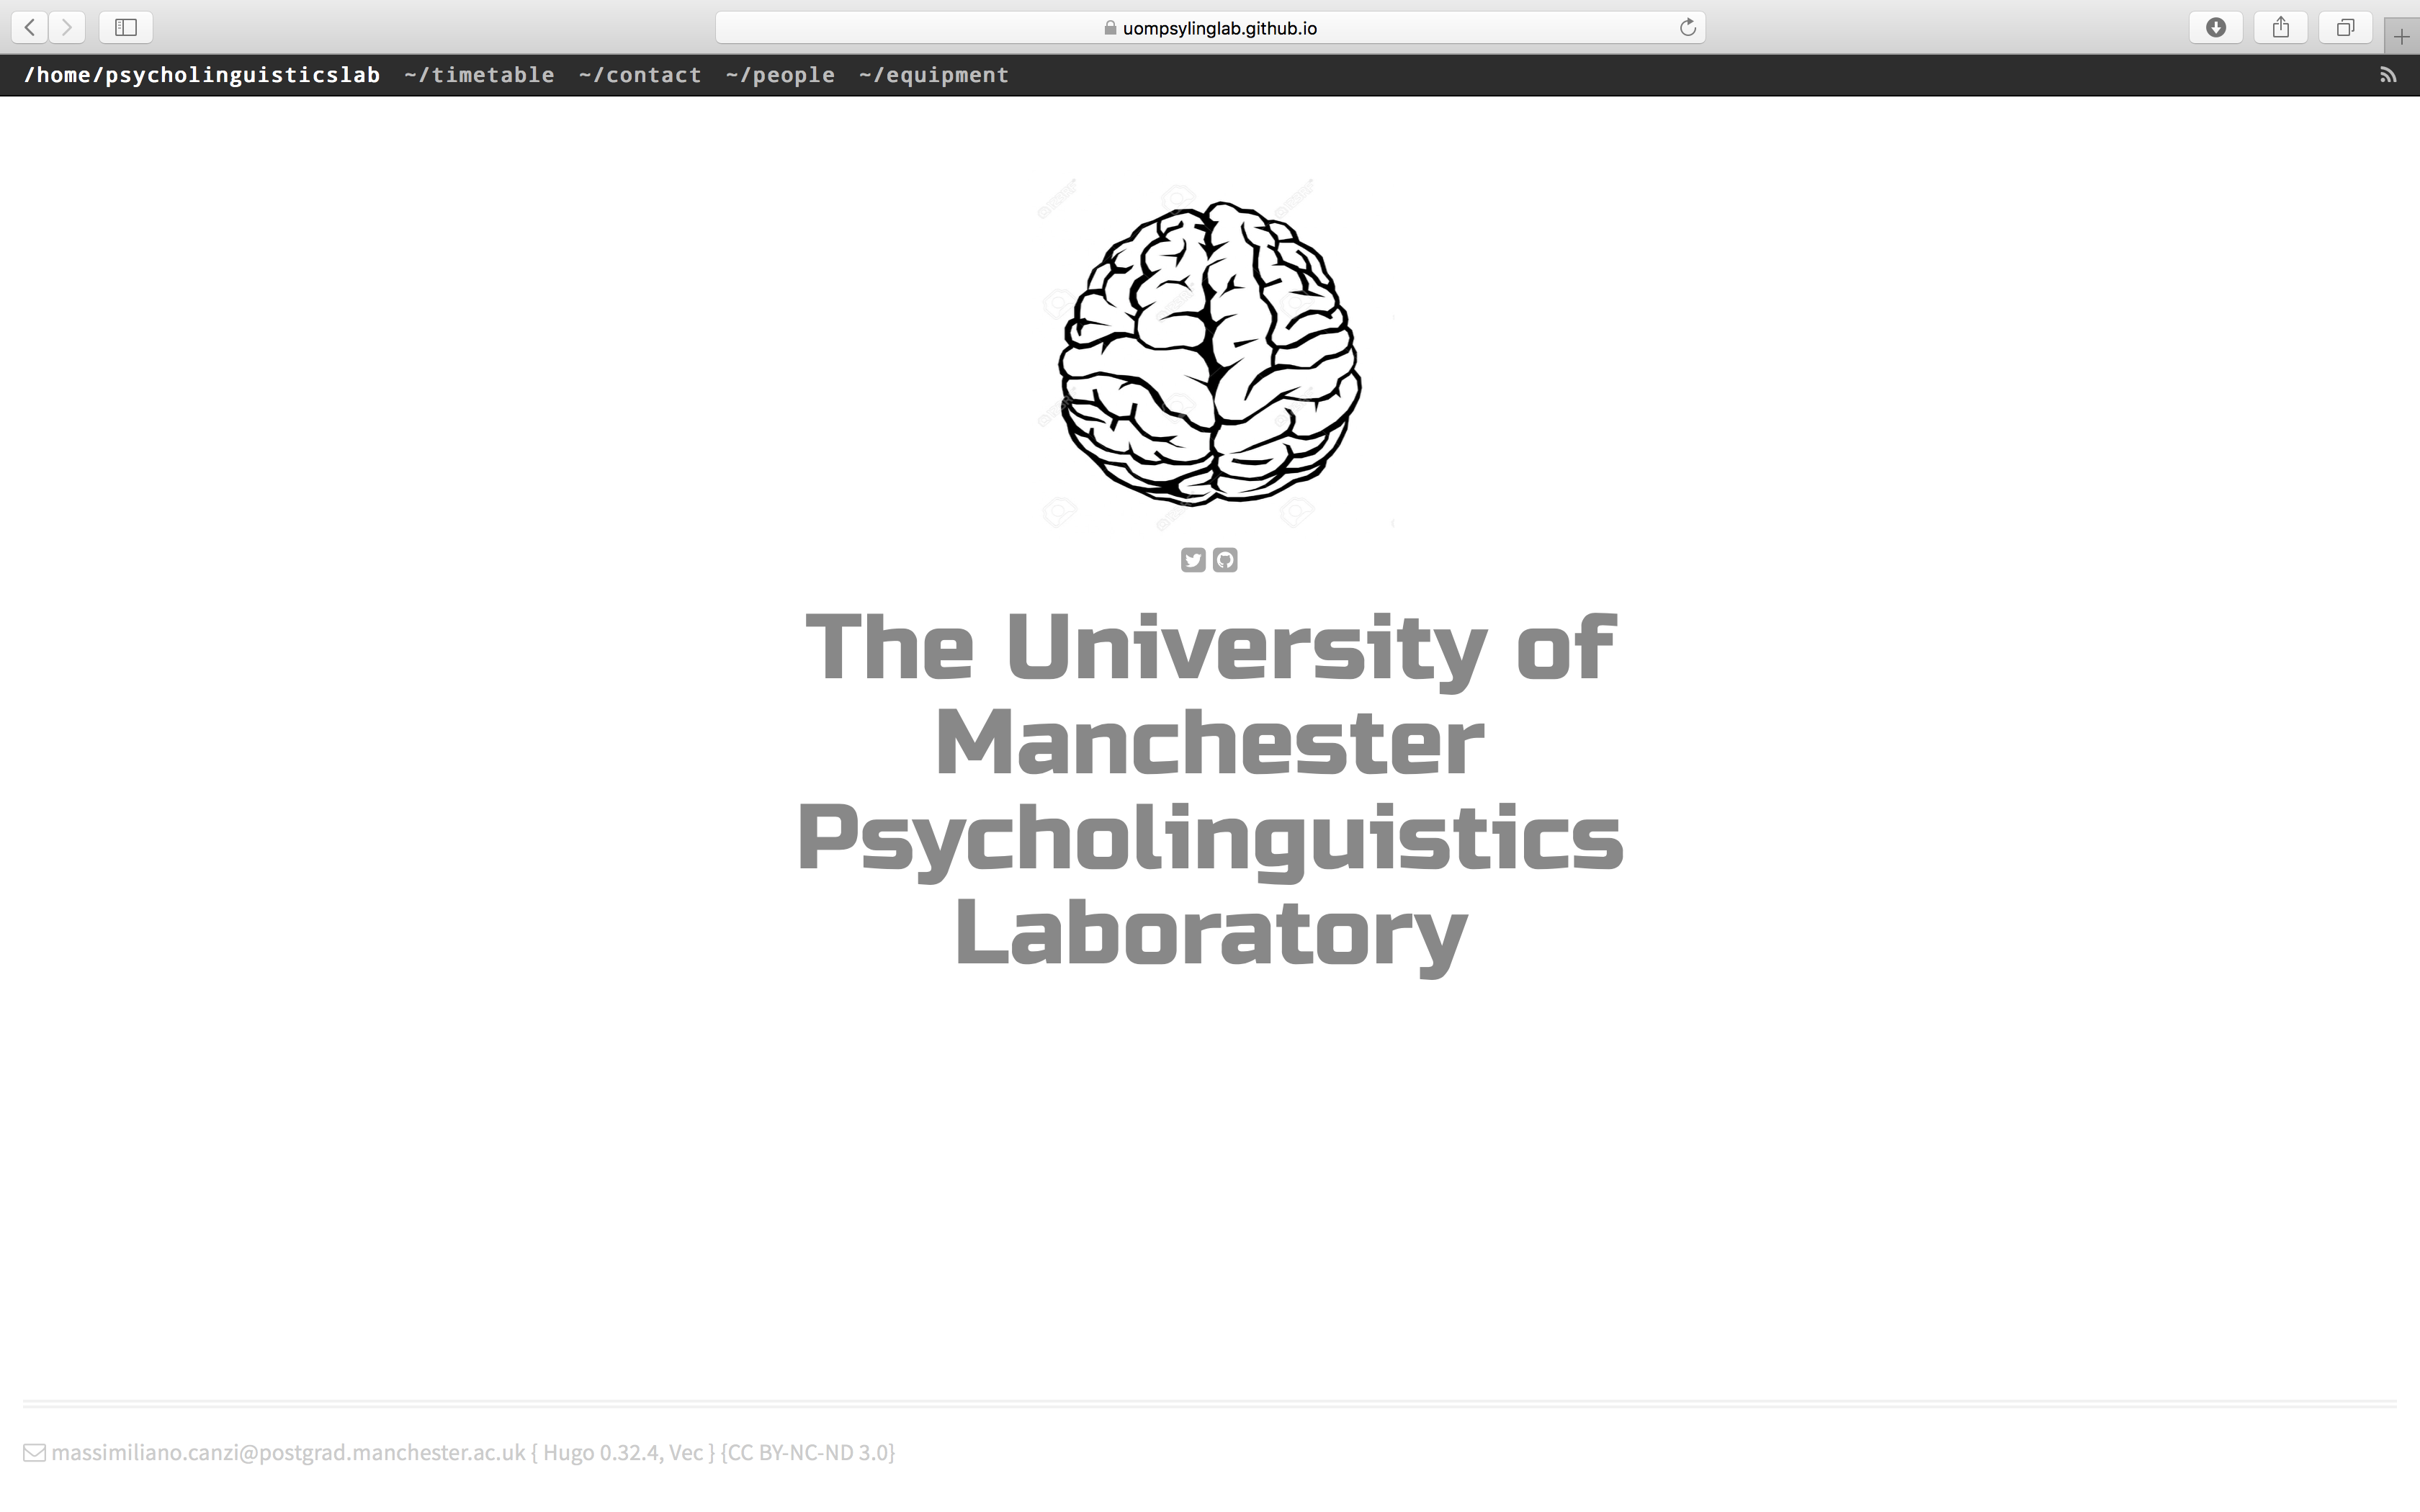 uompsylinglab.github.io
/home/psycholinguisticslab ~/timetable ~/contact ~/people ~/equipment
The University of
Manchester
Psycholinguistics
Laboratory
massimiliano.canzi@postgrad.manchester.ac.uk { Hugo 0.32.4, Vec } {CC BY-NC-ND 3.0}